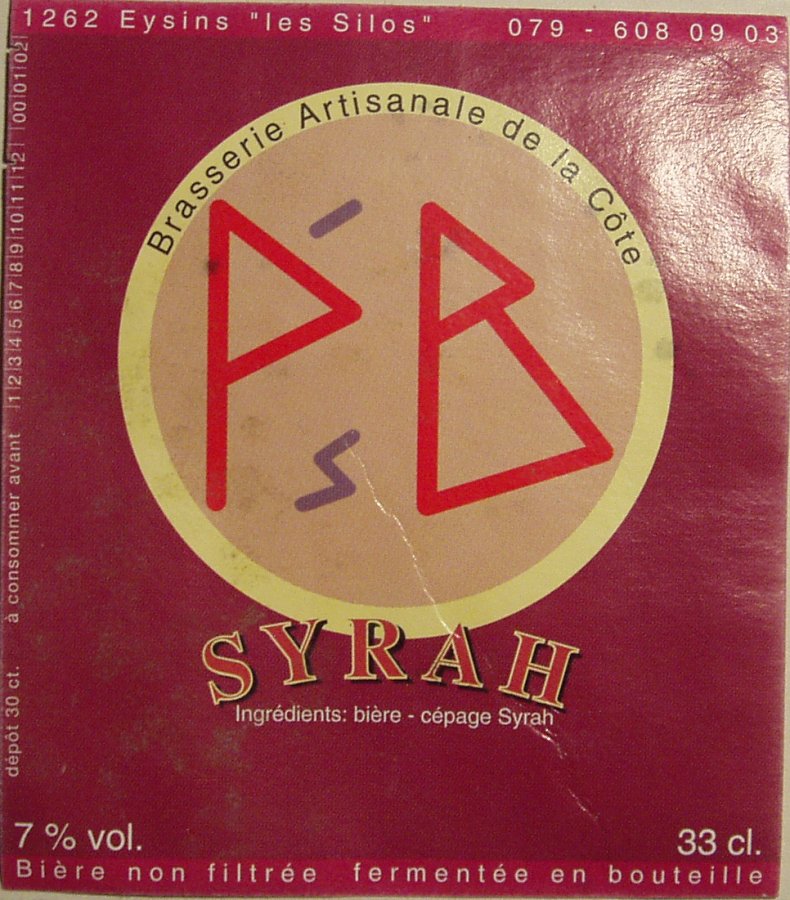 1262 Eysins "les Silos" 079 - 608 09 03
Brasserie Artisanale de la Côte
P's B
SYRAH
Ingrédients: bière - cépage Syrah
7 % vol. 33 cl.
Bière non filtrée fermentée en bouteille
dépôt 30 ct. à consommer avant |1|2|3|4|5|6|7|8|9|10|11|12| |00|01|02|